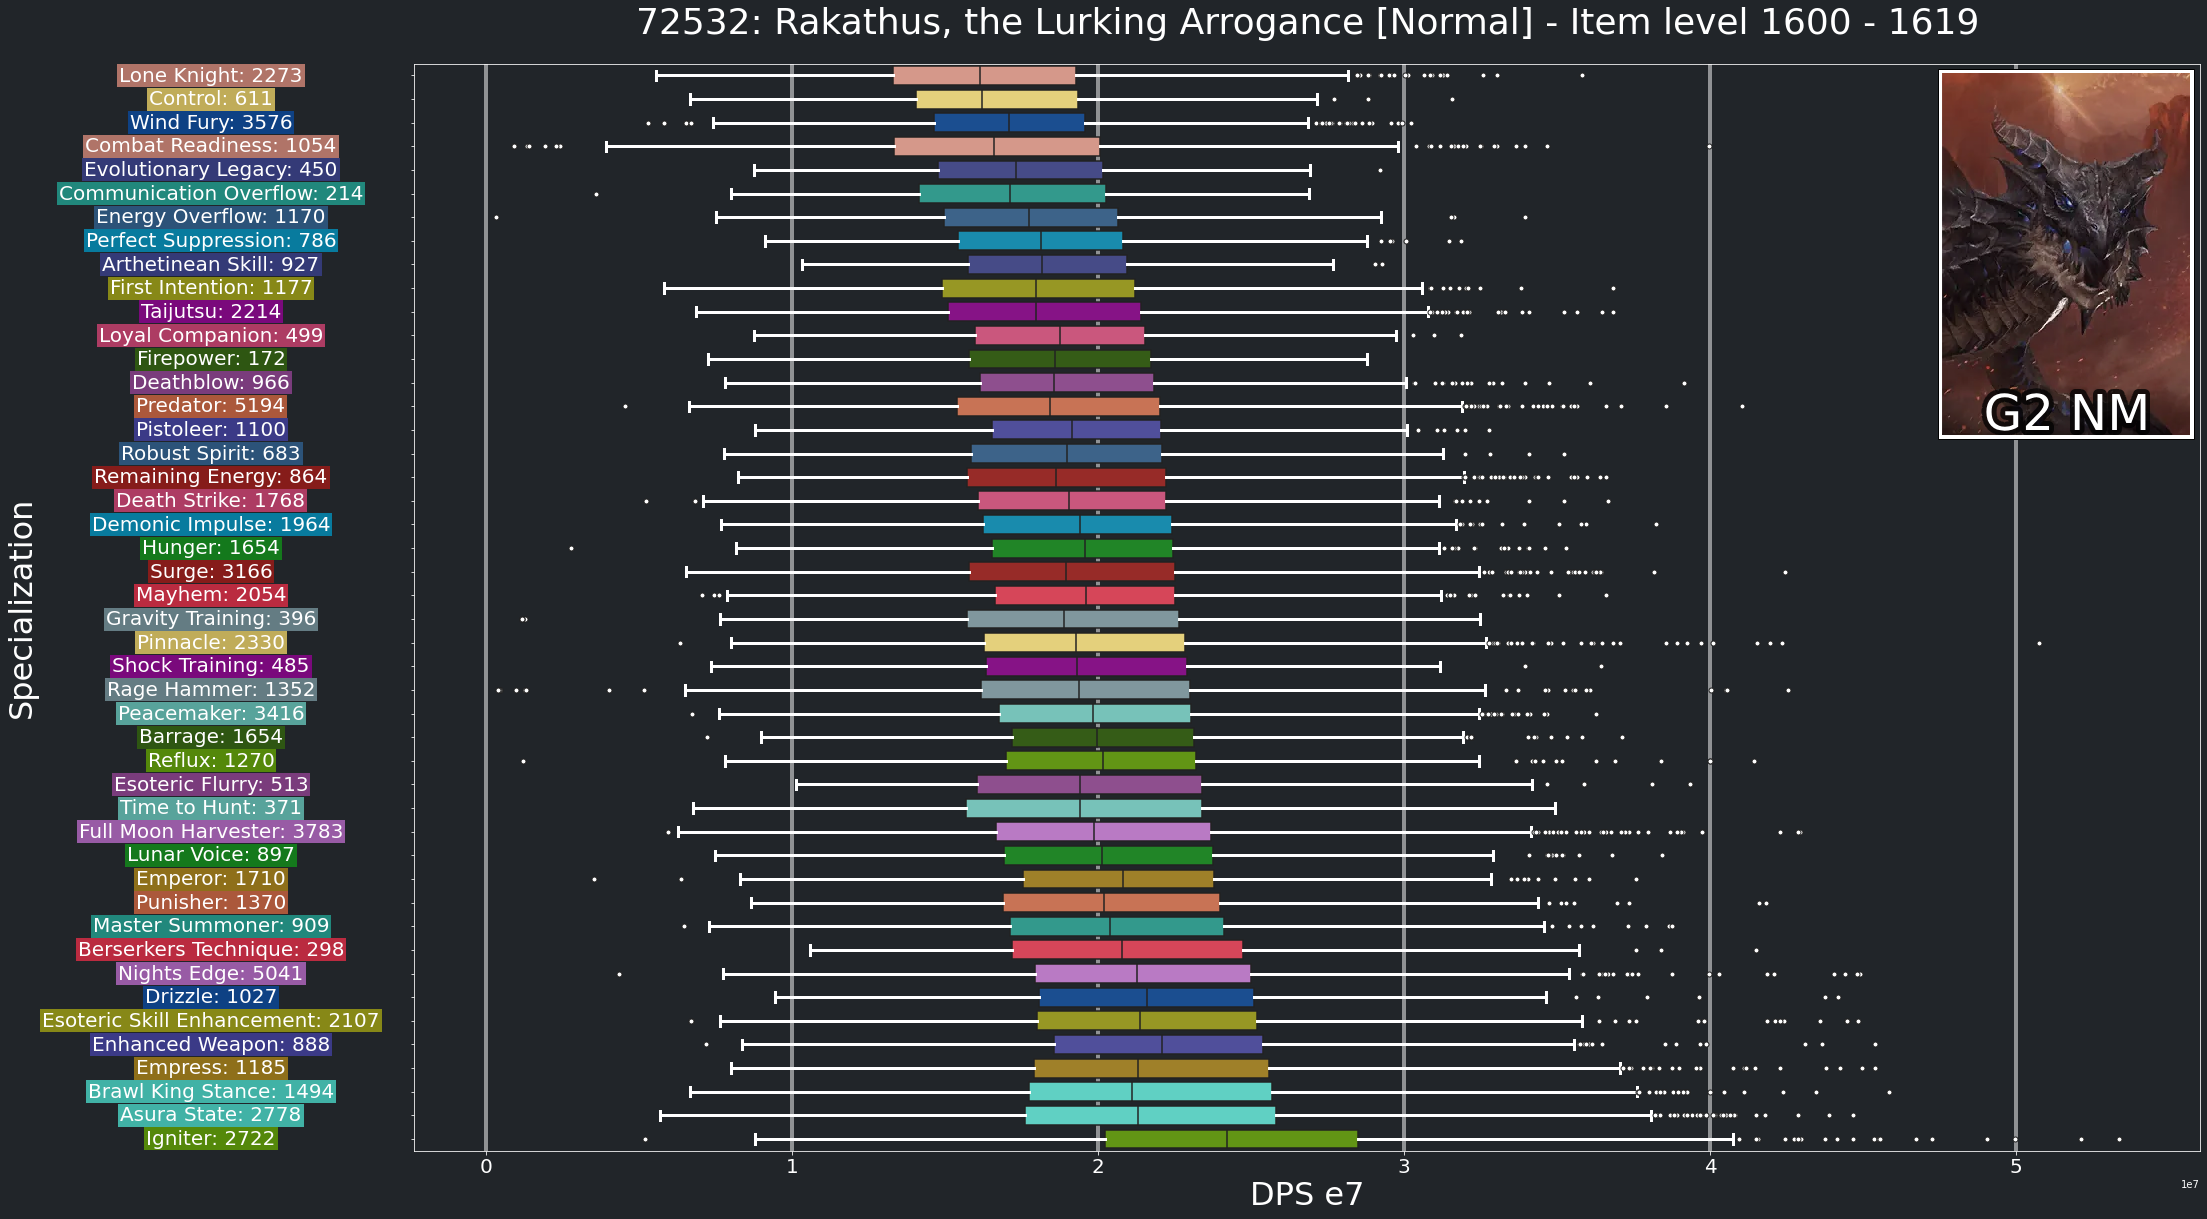 72532: Rakathus, the Lurking Arrogance [Normal] - Item level 1600 - 1619
Specialization
Lone Knight: 2273
Control: 611
Wind Fury: 3576
Combat Readiness: 1054
Evolutionary Legacy: 450
Communication Overflow: 214
Energy Overflow: 1170
Perfect Suppression: 786
Arthetinean Skill: 927
First Intention: 1177
Taijutsu: 2214
Loyal Companion: 499
Firepower: 172
Deathblow: 966
Predator: 5194
Pistoleer: 1100
Robust Spirit: 683
Remaining Energy: 864
Death Strike: 1768
Demonic Impulse: 1964
Hunger: 1654
Surge: 3166
Mayhem: 2054
Gravity Training: 396
Pinnacle: 2330
Shock Training: 485
Rage Hammer: 1352
Peacemaker: 3416
Barrage: 1654
Reflux: 1270
Esoteric Flurry: 513
Time to Hunt: 371
Full Moon Harvester: 3783
Lunar Voice: 897
Emperor: 1710
Punisher: 1370
Master Summoner: 909
Berserkers Technique: 298
Nights Edge: 5041
Drizzle: 1027
Esoteric Skill Enhancement: 2107
Enhanced Weapon: 888
Empress: 1185
Brawl King Stance: 1494
Asura State: 2778
Igniter: 2722
G2 NM
0 1 2 3 4 5
1e7
DPS e7